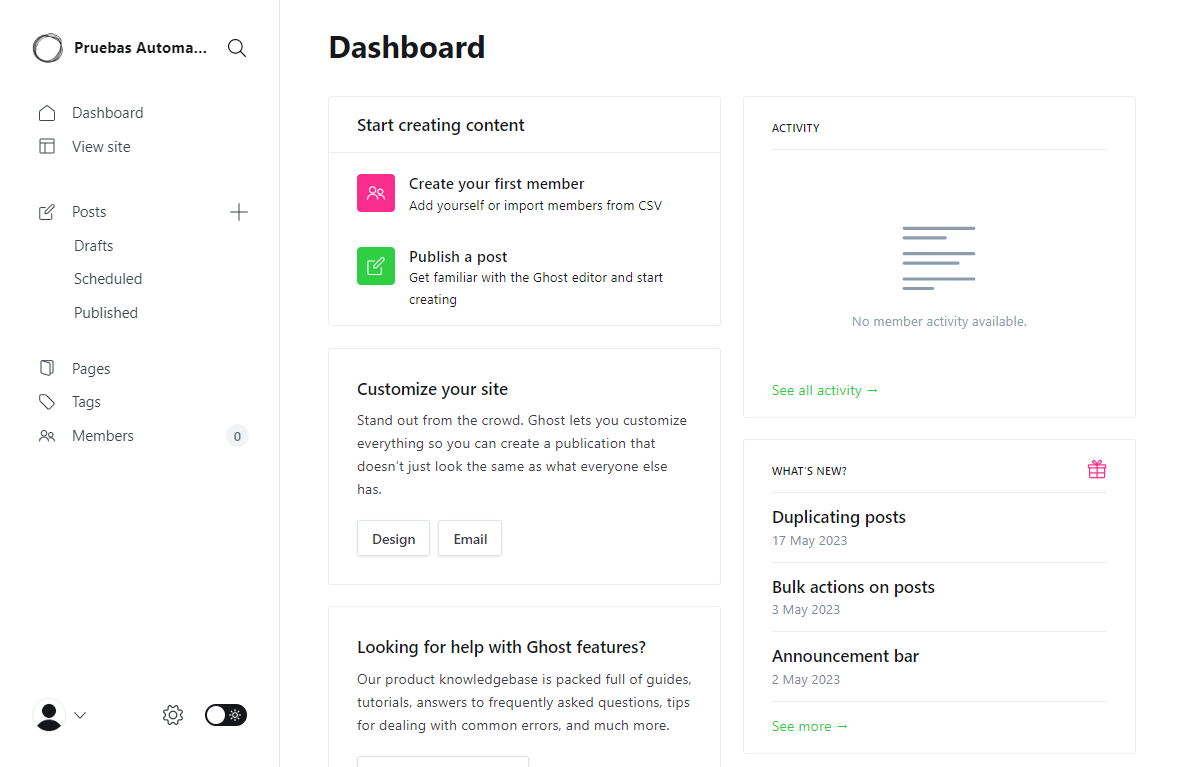 Pruebas Automa...
Dashboard
View site
Posts
Drafts
Scheduled
Published
Pages
Tags
Members
0
Dashboard
Start creating content
Create your first member
Add yourself or import members from CSV
Publish a post
Get familiar with the Ghost editor and start
creating
Customize your site
Stand out from the crowd. Ghost lets you customize
everything so you can create a publication that
doesn’t just look the same as what everyone else
has.
Design
Email
Looking for help with Ghost features?
Our product knowledgebase is packed full of guides,
tutorials, answers to frequently asked questions, tips
for dealing with common errors, and much more.
ACTIVITY
No member activity available.
See all activity →
WHAT'S NEW?
Duplicating posts
17 May 2023
Bulk actions on posts
3 May 2023
Announcement bar
2 May 2023
See more →